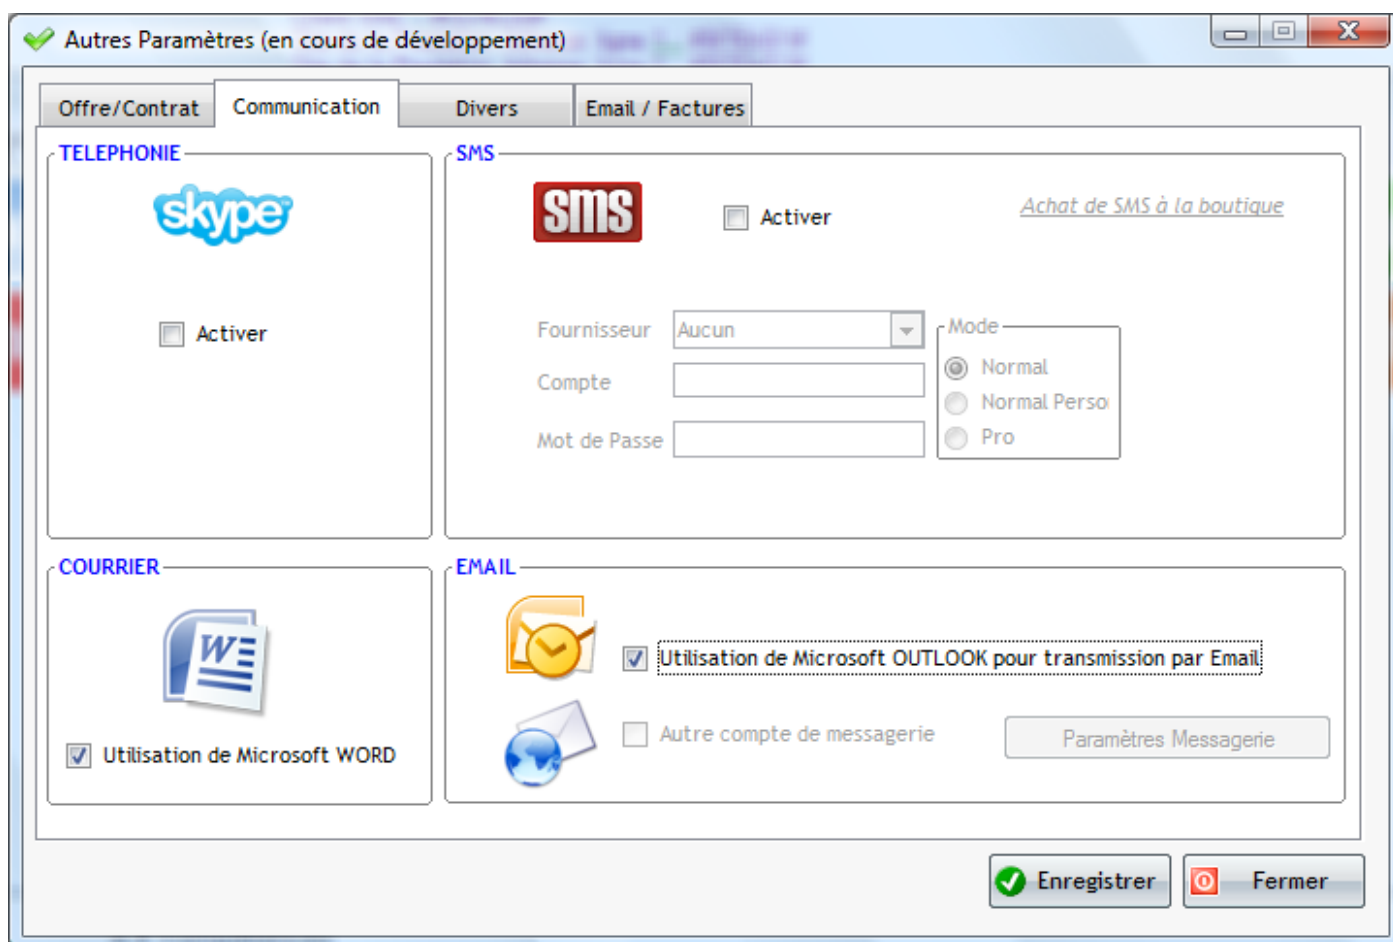 Autres Paramètres (en cours de développement)
Offre/Contrat Communication Divers Email / Factures
TELEPHONIE
skype
Activer
SMS
sms
Activer
Achat de SMS à la boutique
Fournisseur Aucun
Compte
Mot de Passe
Mode
Normal
Normal Perso
Pro
COURRIER
W
Utilisation de Microsoft WORD
EMAIL
Utilisation de Microsoft OUTLOOK pour transmission par Email
Autre compte de messagerie Paramètres Messagerie
Enregistrer Fermer